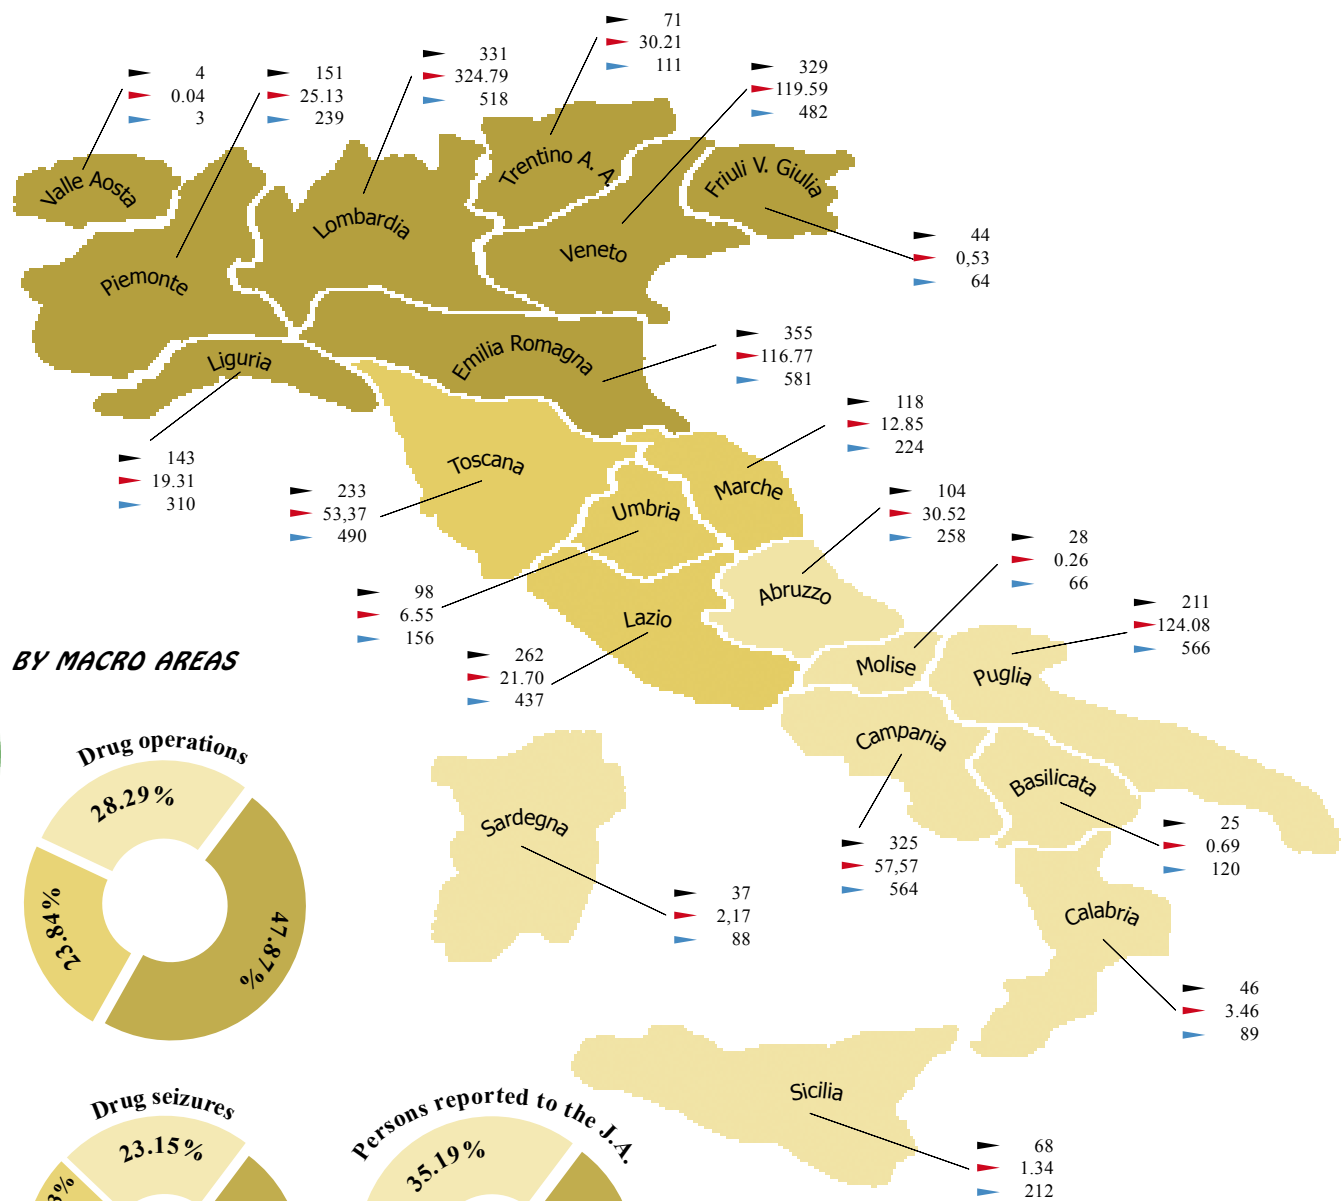 71
30.21
111
331
324.79
518
4
0.04
3
151
25.13
239
329
119.59
482
Valle Aosta
Piemonte
Lombardia
Trentino A. A.
Veneto
Friuli V. Giulia
44
0,53
64
Liguria
Emilia Romagna
355
116.77
581
118
12.85
224
143
19.31
310
233
53,37
490
Toscana
Umbria
Marche
104
30.52
258
28
0.26
66
98
6.55
156
Lazio
Abruzzo
211
124.08
566
262
21.70
437
Molise
Puglia
BY MACRO AREAS
Campania
Basilicata
Sardegna
Drug operations
28.29%
23.84%
47.87%
25
0.69
120
325
57,57
564
37
2,17
88
Calabria
46
3.46
89
Sicilia
68
1.34
212
Drug seizures
23.15%
Persons reported to the J.A.
35.19%